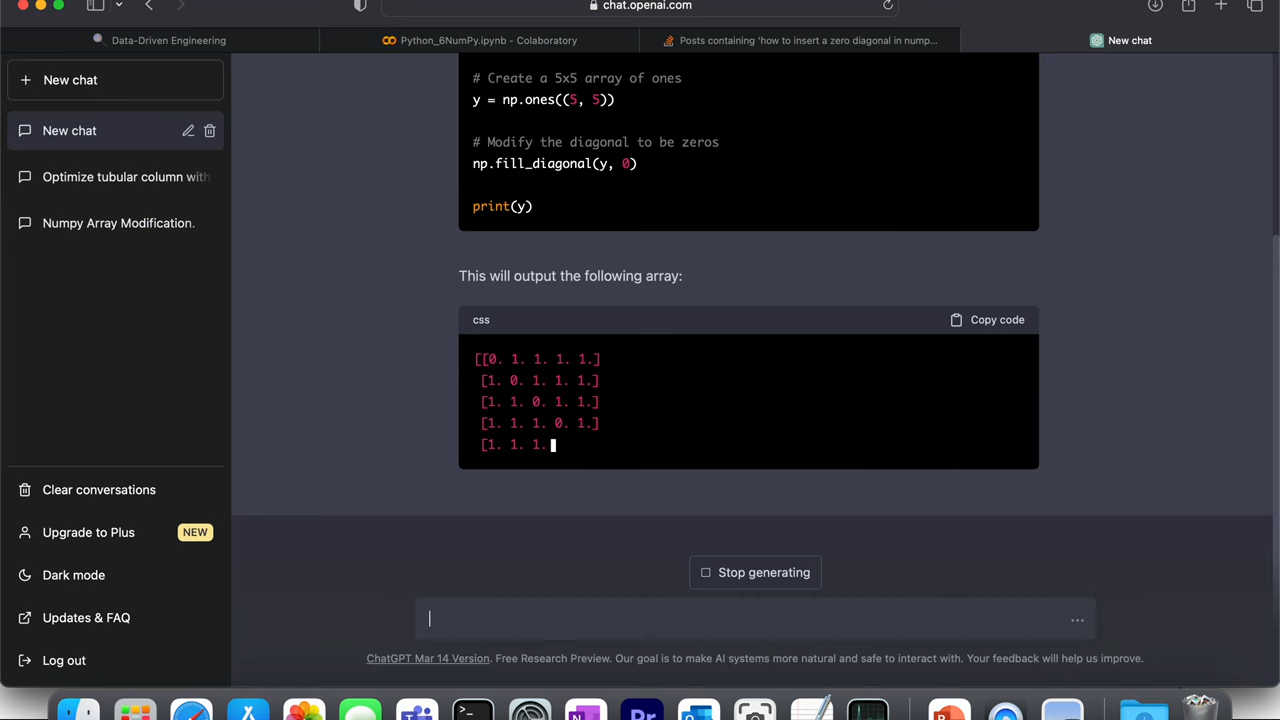 chat.openai.com
Data-Driven Engineering
Python_6NumPy.ipynb - Colaboratory
Posts containing 'how to insert a zero diagonal in nump...
New chat
New chat
New chat
Optimize tubular column with
Numpy Array Modification.
Clear conversations
Upgrade to Plus
NEW
Dark mode
Updates & FAQ
Log out
# Create a 5x5 array of ones
y = np.ones((5, 5))
# Modify the diagonal to be zeros
np.fill_diagonal(y, 0)
print(y)
This will output the following array:
css
Copy code
[[0. 1. 1. 1. 1.]
[1. 0. 1. 1. 1.]
[1. 1. 0. 1. 1.]
[1. 1. 1. 0. 1.]
[1. 1. 1.
Stop generating
ChatGPT Mar 14 Version. Free Research Preview. Our goal is to make AI systems more natural and safe to interact with. Your feedback will help us improve.
Pr